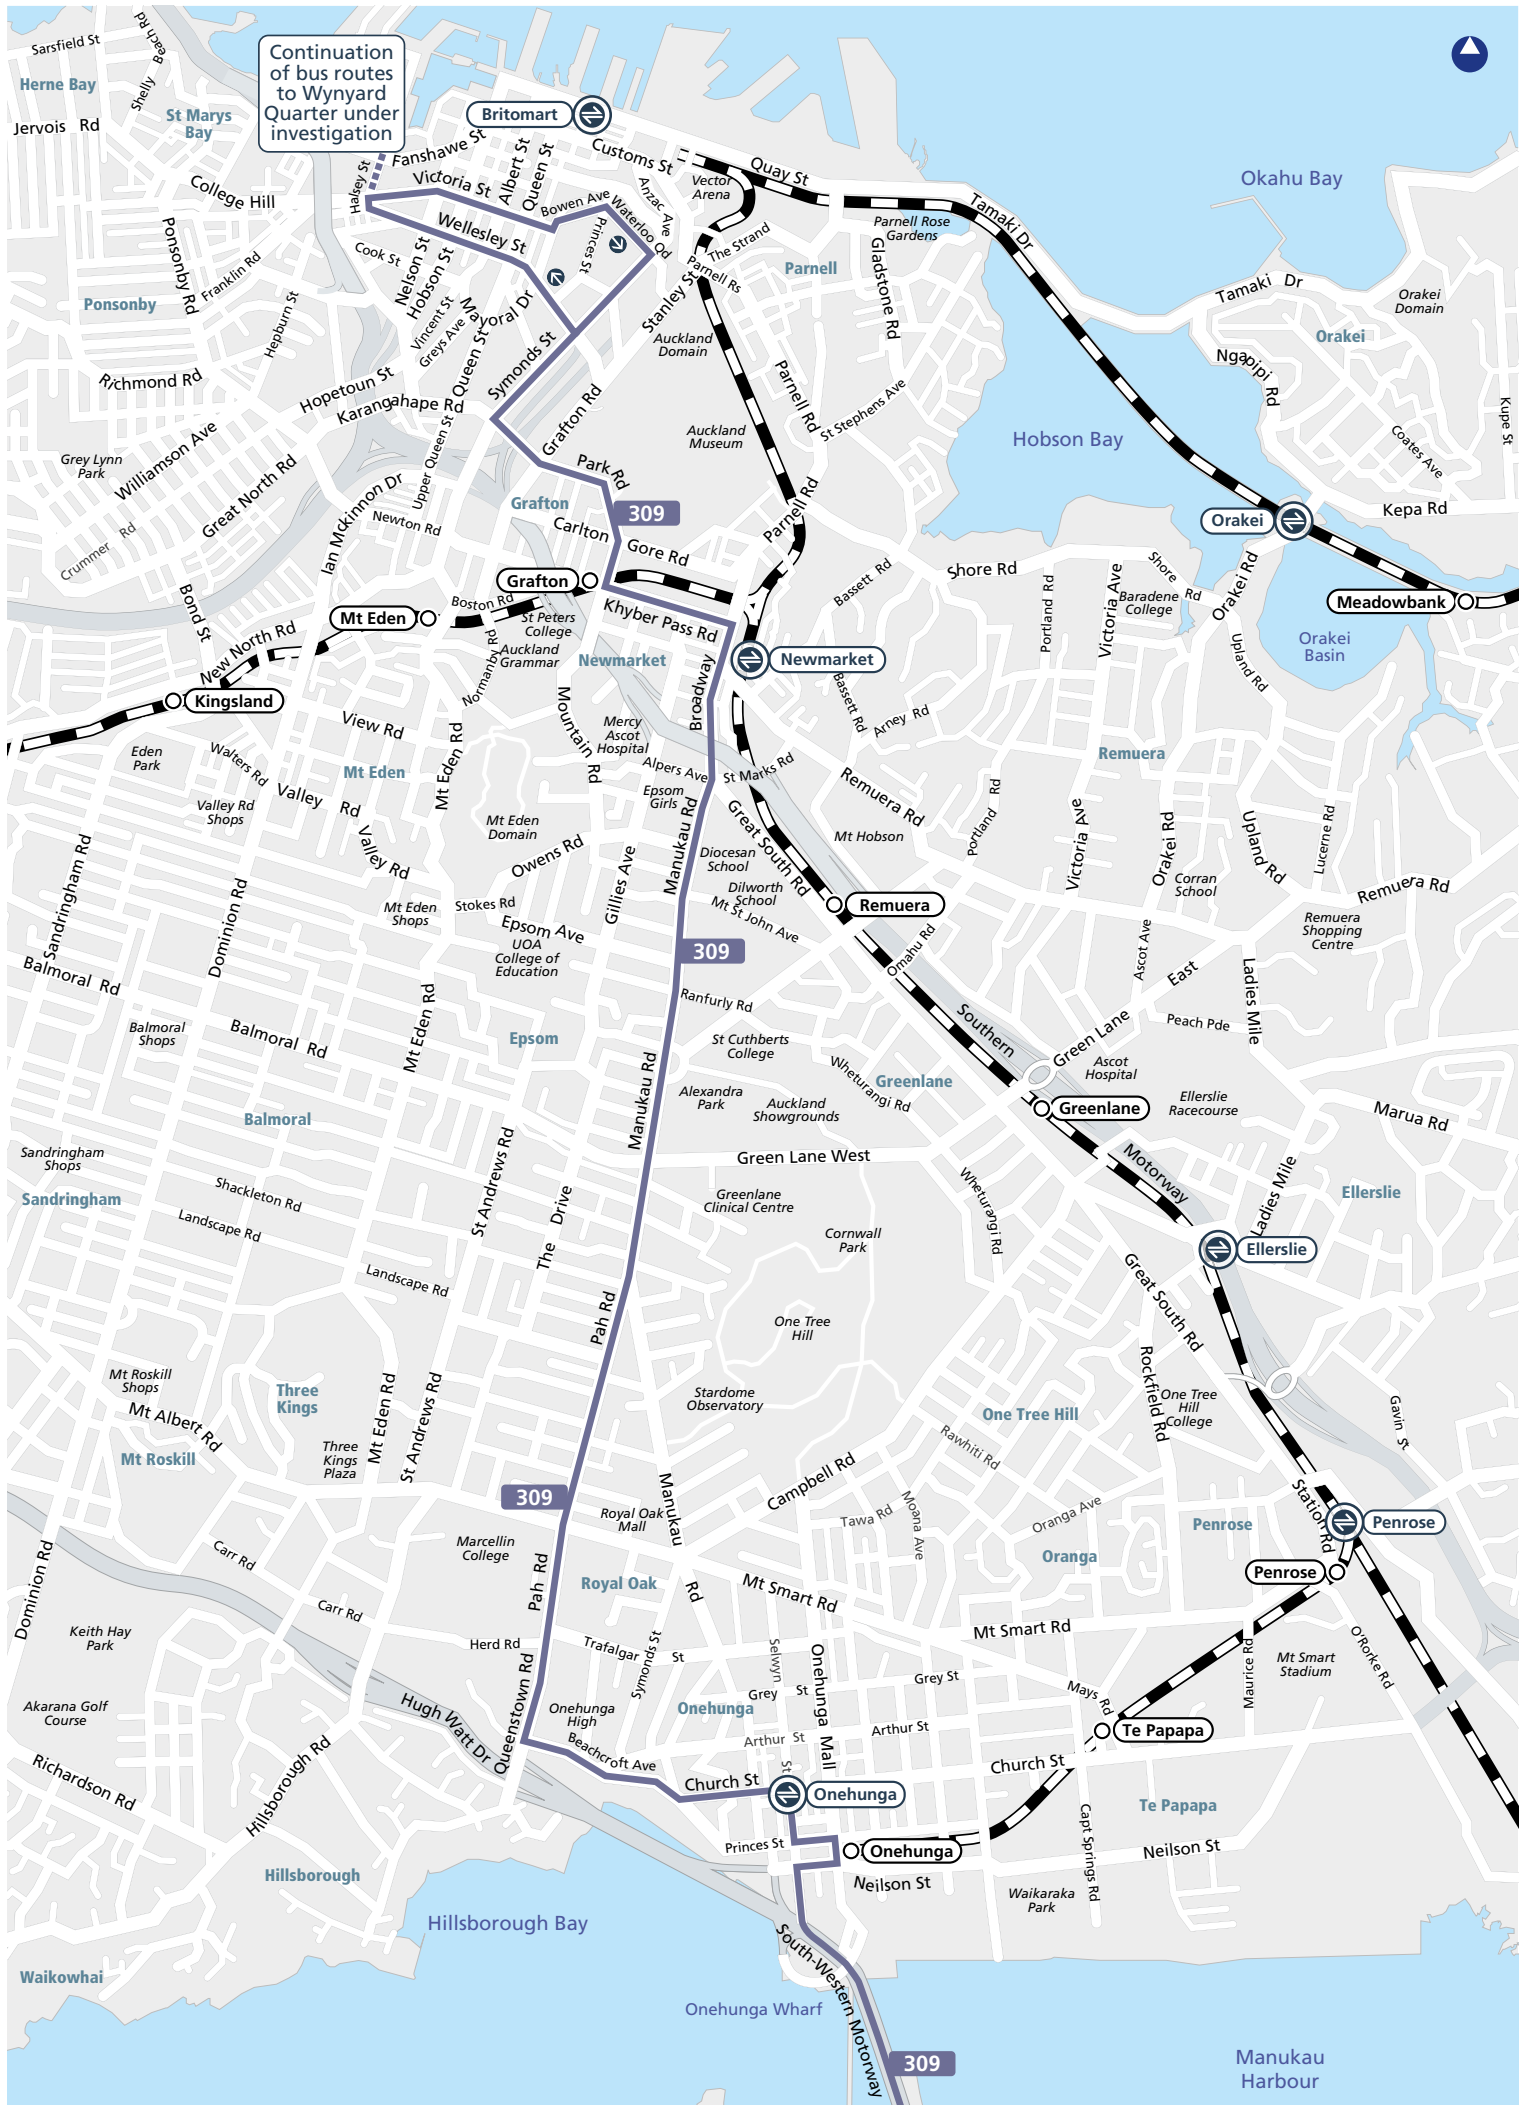 Sarsfield St
Shelly Beach Rd
Herne Bay
St Marys
Bay
Jervois Rd
Continuation
of bus routes
to Wynyard
Quarter under
investigation
Britomart
Fanshawe St
Albert St
Queen St
Customs St
Quay St
Halsey St
Victoria St
Vector
Arena
Okahu Bay
College Hill
Bowen Ave
Anzac Ave
Waterloo Qd
Tamaki Dr
Parnell Rose
Gardens
Ponsonby Rd
Wellesley St
Princes St
The Strand
Cook St
Nelson St
Hobson St
Parnell Rs
Parnell
Gladstone Rd
Franklin Rd
Ponsonby
Hepburn St
Vincent St
Greys Ave
Mayoral Dr
Stanley St
Tamaki Dr
Orakei
Domain
Orakei
Auckland
Domain
Queen St
Symonds St
Ngapipi Rd
Richmond Rd
Hopetoun St
Karangahape Rd
Parnell Rd
St Stephens Ave
Kupe St
Grafton Rd
Auckland
Museum
Hobson Bay
Coates Ave
Grey Lynn
Park
Williamson Ave
Great North Rd
Upper Queen St
Ian Mckinnon Dr
Park Rd
Grafton
309
Parnell Rd
Orakei
Kepa Rd
Crummer Rd
Newton Rd
Carlton Gore Rd
Grafton
Bassett Rd
Shore Rd
Shore Rd
Portland Rd
Victoria Ave
Baradene
College
Orakei Rd
Meadowbank
Bond St
Mt Eden
Boston Rd
St Peters
College
Khyber Pass Rd
Orakei
Basin
New North Rd
Auckland
Grammar
Newmarket
Newmarket
Upland Rd
Kingsland
Normanby Rd
Broadway
Bassett Rd
Arney Rd
View Rd
Mt Eden Rd
Mountain Rd
Mercy
Ascot
Hospital
Eden
Park
Walters Rd
Mt Eden
Alpers Ave
St Marks Rd
Remuera
Valley Rd
Valley Rd
Shops
Epsom
Girls
Remuera Rd
Portland Rd
Valley Rd
Mt Eden
Domain
Manukau Rd
Great South Rd
Mt Hobson
Victoria Ave
Orakei Rd
Upland Rd
Lucerne Rd
Sandringham Rd
Owens Rd
Diocesan
School
Dilworth
School
Corran
School
Remuera Rd
Dominion Rd
Mt Eden
Shops
Stokes Rd
Gillies Ave
Mt St John Ave
Remuera
Remuera
Shopping
Centre
Epsom Ave
UOA
College of
Education
309
Omahu Rd
Ascot Ave
Ladies Mile
Balmoral Rd
Green Lane East
Ranfurly Rd
Southern
Peach Pde
Balmoral
Shops
Balmoral Rd
Mt Eden Rd
Epsom
St Cuthberts
College
Greenlane
Wheturangi Rd
Ascot
Hospital
Alexandra
Park
Auckland
Showgrounds
Greenlane
Ellerslie
Racecourse
Marua Rd
Balmoral
Manukau Rd
Sandringham
Shops
St Andrews Rd
Green Lane West
Motorway
Sandringham
Shackleton Rd
Landscape Rd
The Drive
Greenlane
Clinical Centre
Wheturangi Rd
Ladies Mile
Ellerslie
Cornwall
Park
Ellerslie
Landscape Rd
Great South Rd
Pah Rd
One Tree
Hill
Mt Roskill
Shops
Three
Kings
Mt Eden Rd
St Andrews Rd
Stardome
Observatory
Rockfield Rd
One Tree
Hill
College
Mt Albert Rd
One Tree Hill
Gavin St
Mt Roskill
Three
Kings
Plaza
Rawhiti Rd
Campbell Rd
309
Manukau Rd
Royal Oak
Mall
Moana Ave
Tawa Rd
Oranga Ave
Station Rd
Penrose
Penrose
Dominion Rd
Carr Rd
Marcellin
College
Oranga
Pah Rd
Royal Oak
Mt Smart Rd
Penrose
Carr Rd
Keith Hay
Park
Herd Rd
Trafalgar St
Symonds St
Selwyn St
Onehunga Mall
Mt Smart Rd
Maurice Rd
O'Rorke Rd
Mt Smart
Stadium
Grey St
Akarana Golf
Course
Hugh Watt Dr
Queenstown Rd
Onehunga
High
Onehunga
Grey St
Mays Rd
Arthur St
Arthur St
Te Papapa
Beachcroft Ave
Richardson Rd
Hillsborough Rd
Church St
Church St
Onehunga
Capt Springs Rd
Te Papapa
Princes St
Onehunga
Neilson St
Hillsborough
Neilson St
Waikaraka
Park
Hillsborough Bay
Waikowhai
South-Western Motorway
Onehunga Wharf
309
Manukau
Harbour